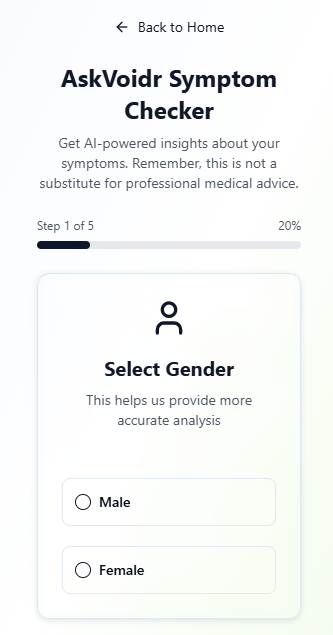 Back to Home
AskVoidr Symptom
Checker
Get AI-powered insights about your
symptoms. Remember, this is not a
substitute for professional medical advice.
Step 1 of 5 20%
Select Gender
This helps us provide more
accurate analysis
Male
Female